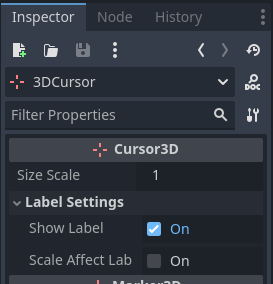 Inspector Node History
3DCursor
DOC
Filter Properties
Cursor3D
Size Scale 1
Label Settings
Show Label On
Scale Affect Lab On
Marker3D